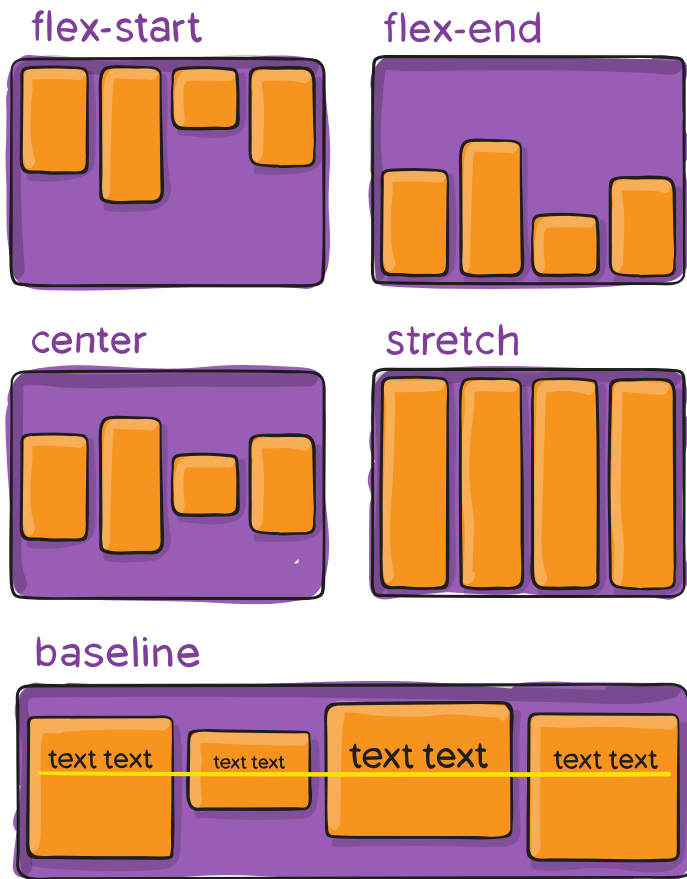 flex-start
flex-end
center
stretch
baseline
text text
text text
text text
text text